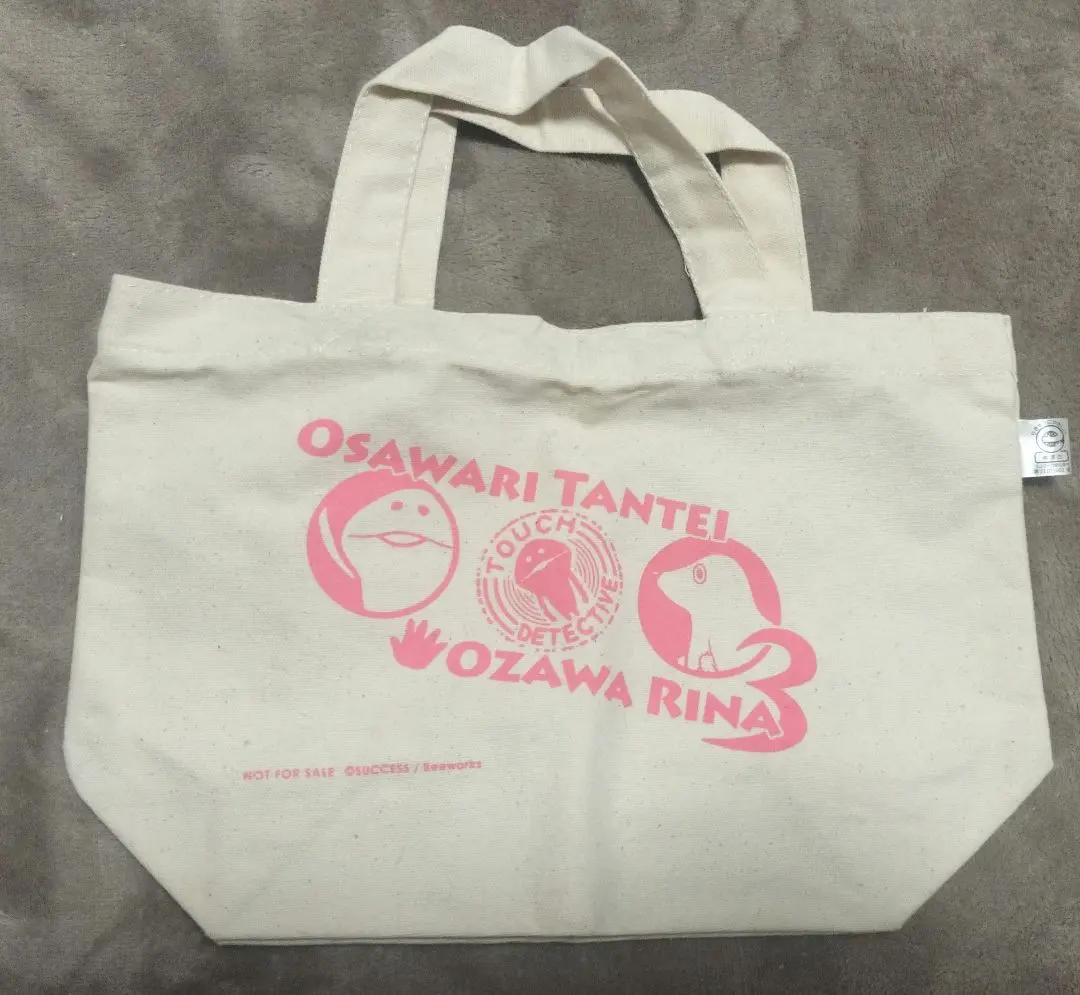 OSAWARI TANTEI
TOUCH
DETECTIVE
OZAWA RINA
3
NOT FOR SALE ©SUCCESS / Beeworks